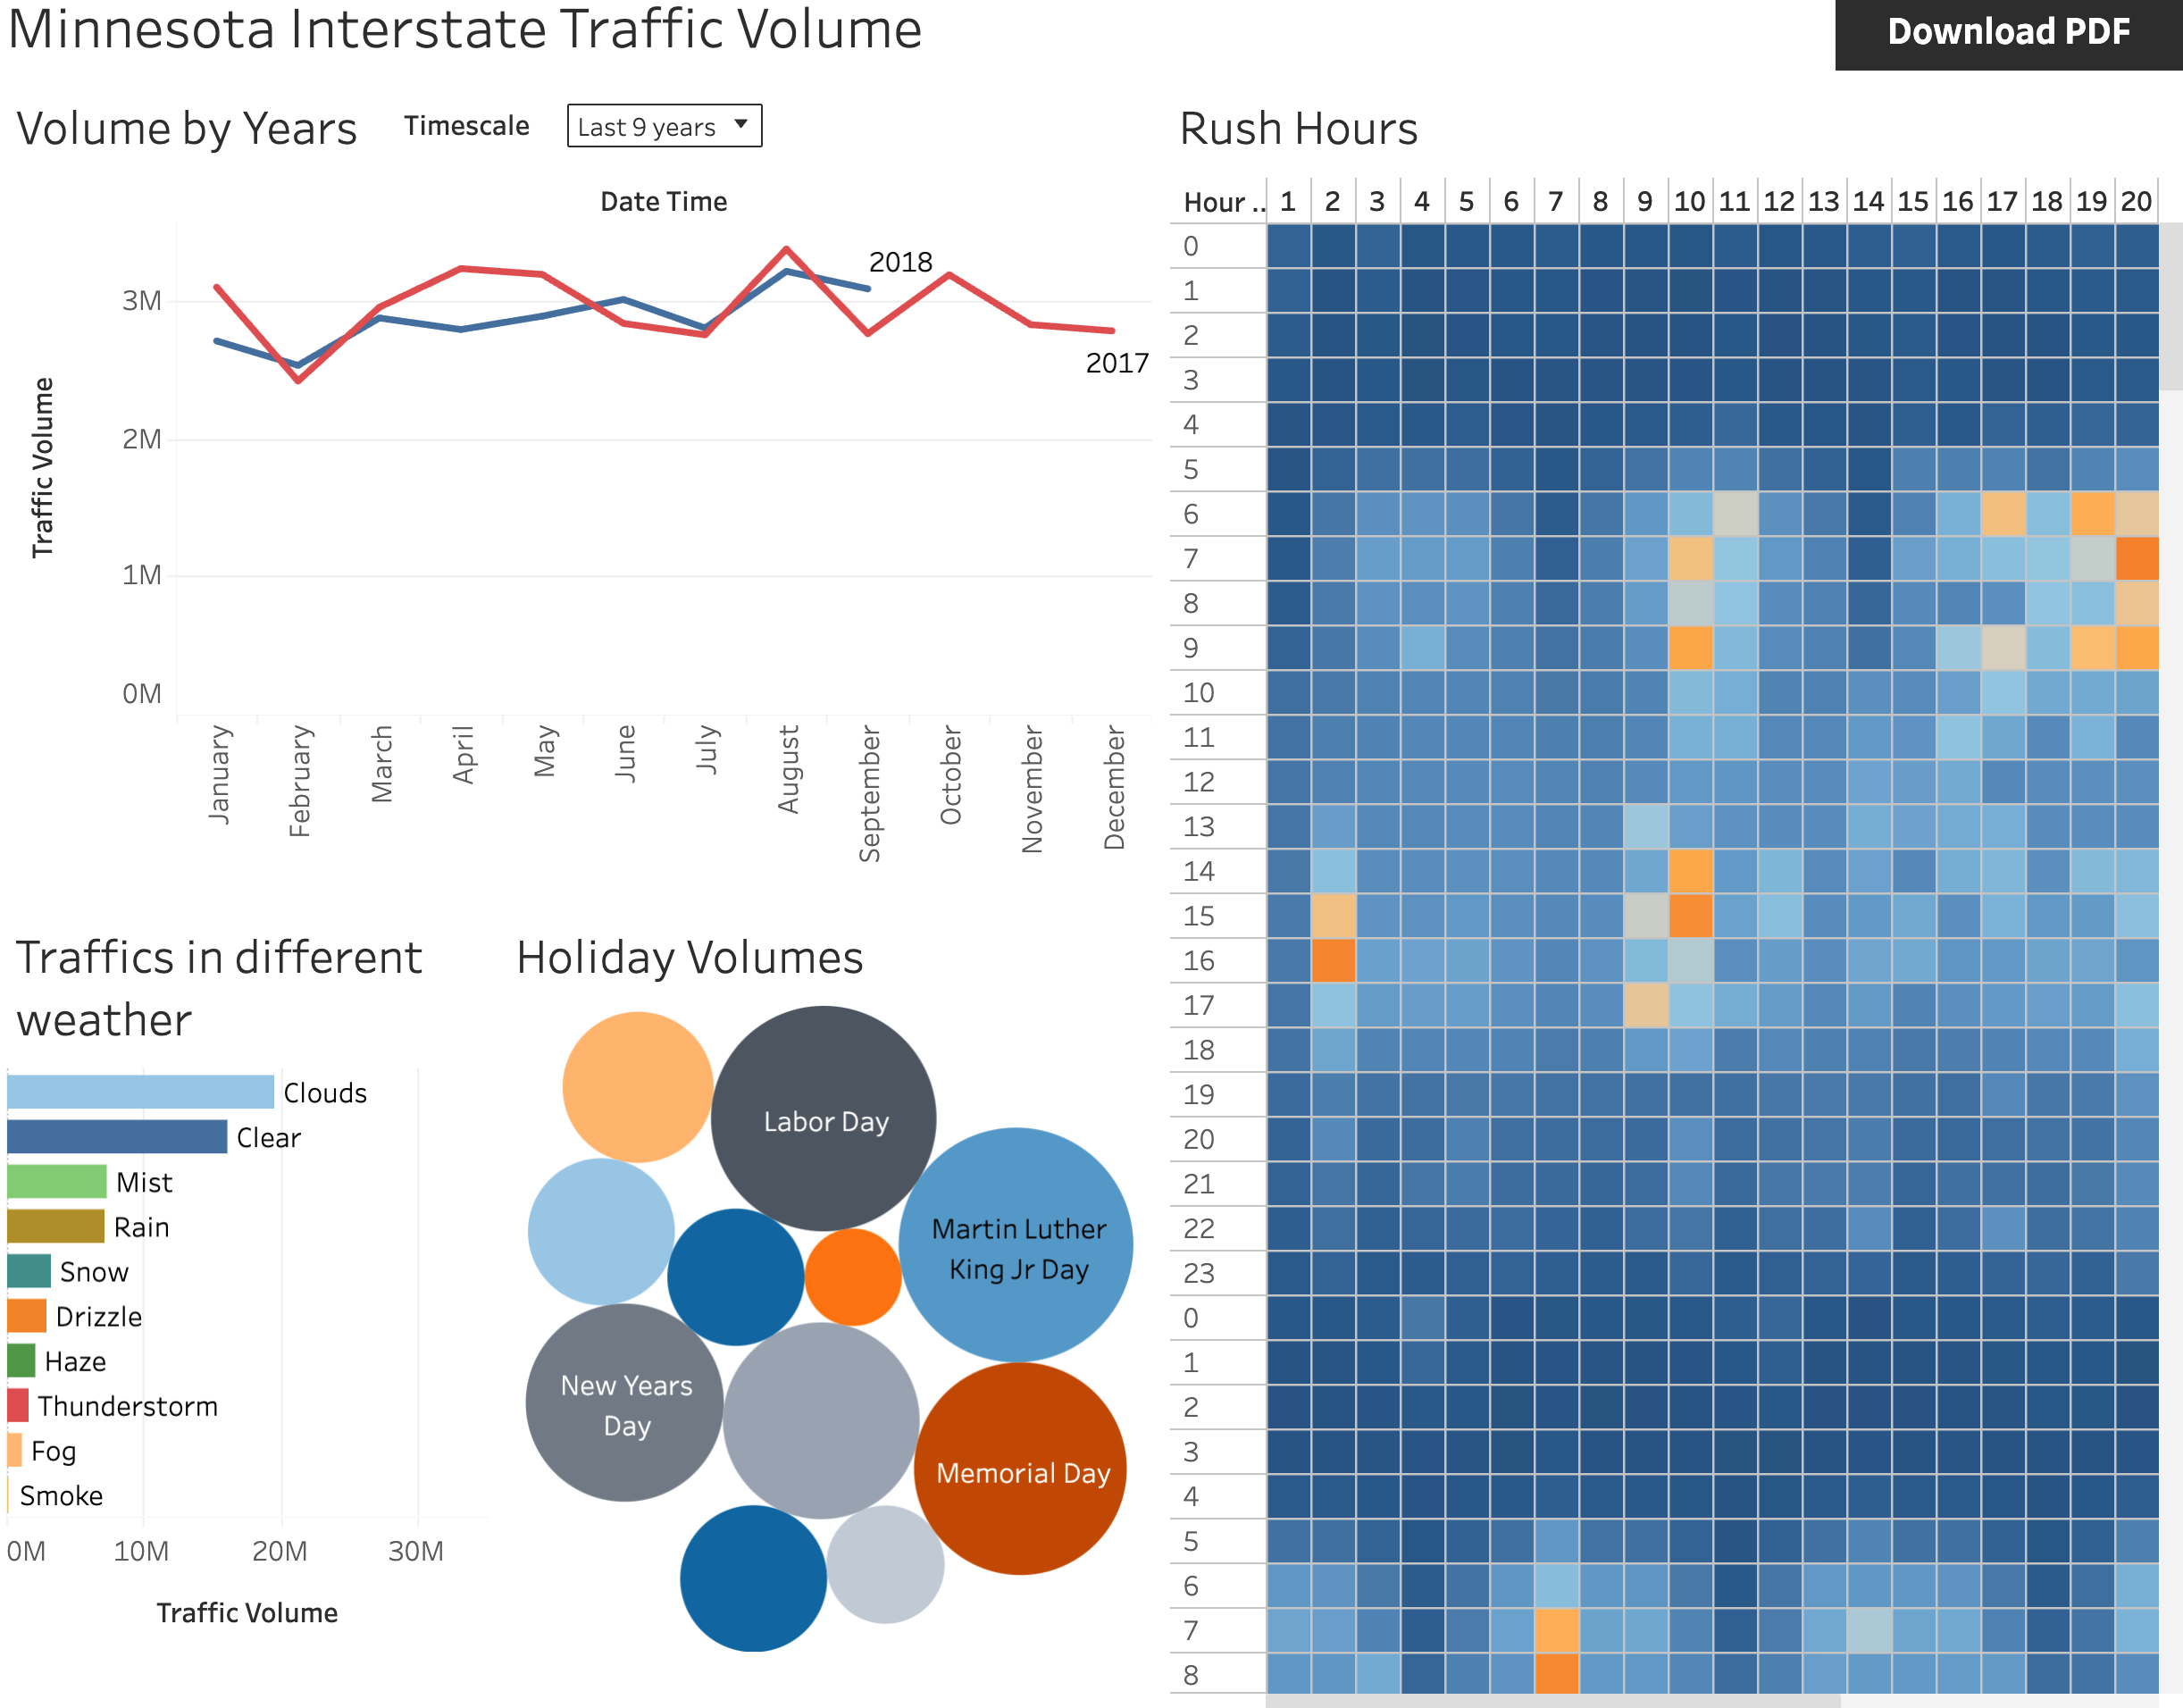 Minnesota Interstate Traffic Volume
Download PDF
Volume by Years
Timescale
Last 9 years
Date Time
Traffic Volume
3M
2M
1M
0M
2018
2017
January
February
March
April
May
June
July
August
September
October
November
December
Traffics in different
weather
Clouds
Clear
Mist
Rain
Snow
Drizzle
Haze
Thunderstorm
Fog
Smoke
0M 10M 20M 30M
Traffic Volume
Holiday Volumes
Labor Day
Martin Luther
King Jr Day
New Years
Day
Memorial Day
Rush Hours
Hour .. 1 2 3 4 5 6 7 8 9 10 11 12 13 14 15 16 17 18 19 20
0
1
2
3
4
5
6
7
8
9
10
11
12
13
14
15
16
17
18
19
20
21
22
23
0
1
2
3
4
5
6
7
8